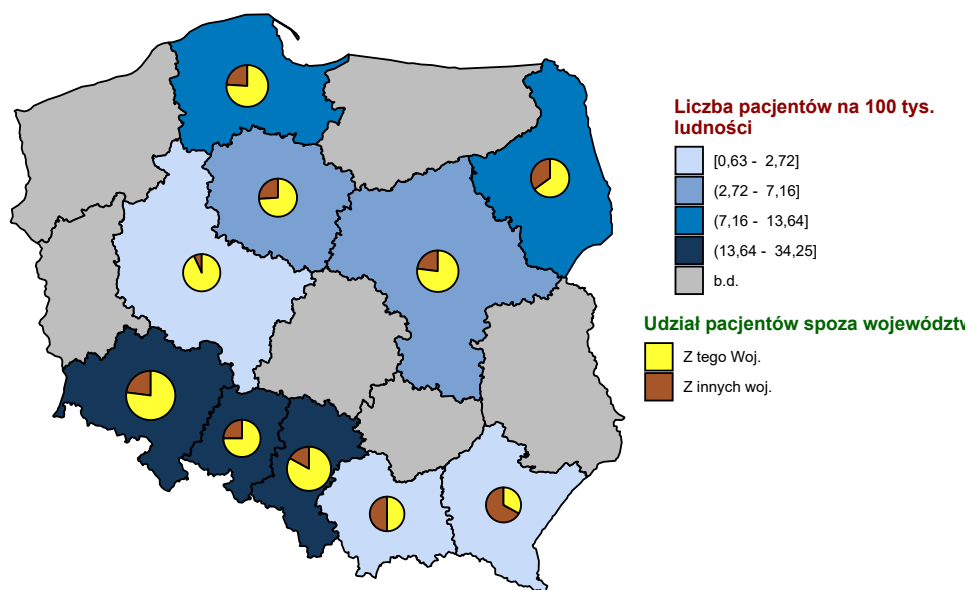 Liczba pacjentów na 100 tys.
ludności
[0,63 - 2,72]
(2,72 - 7,16]
(7,16 - 13,64]
(13,64 - 34,25]
b.d.
Udział pacjentów spoza województw
Z tego Woj.
Z innych woj.